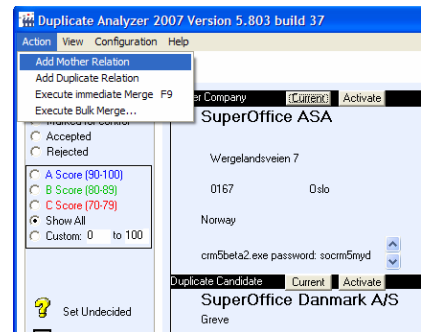 Duplicate Analyzer 2007 Version 5.803 build 37
Action View Configuration Help
Add Mother Relation
Add Duplicate Relation
Execute immediate Merge F9
Execute Bulk Merge...
Company Current Activate
SuperOffice ASA
Accepted
Rejected
Wergelandsveien 7
A Score (90-100)
B Score (80-89)
0167 Oslo
C Score (70-79)
Show All
Norway
Custom: 0 to 100
crm5beta2.exe password: socrm5myd
Duplicate Candidate Current Activate
SuperOffice Danmark A/S
Set Undecided
Greve